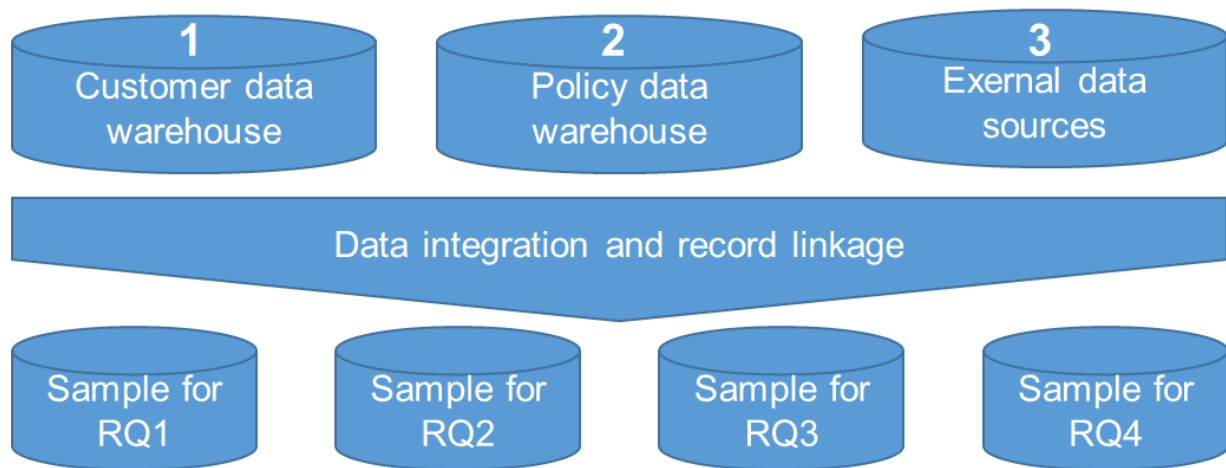 1
Customer data
warehouse
2
Policy data
warehouse
3
Exernal data
sources
Data integration and record linkage
Sample for
RQ1
Sample for
RQ2
Sample for
RQ3
Sample for
RQ4